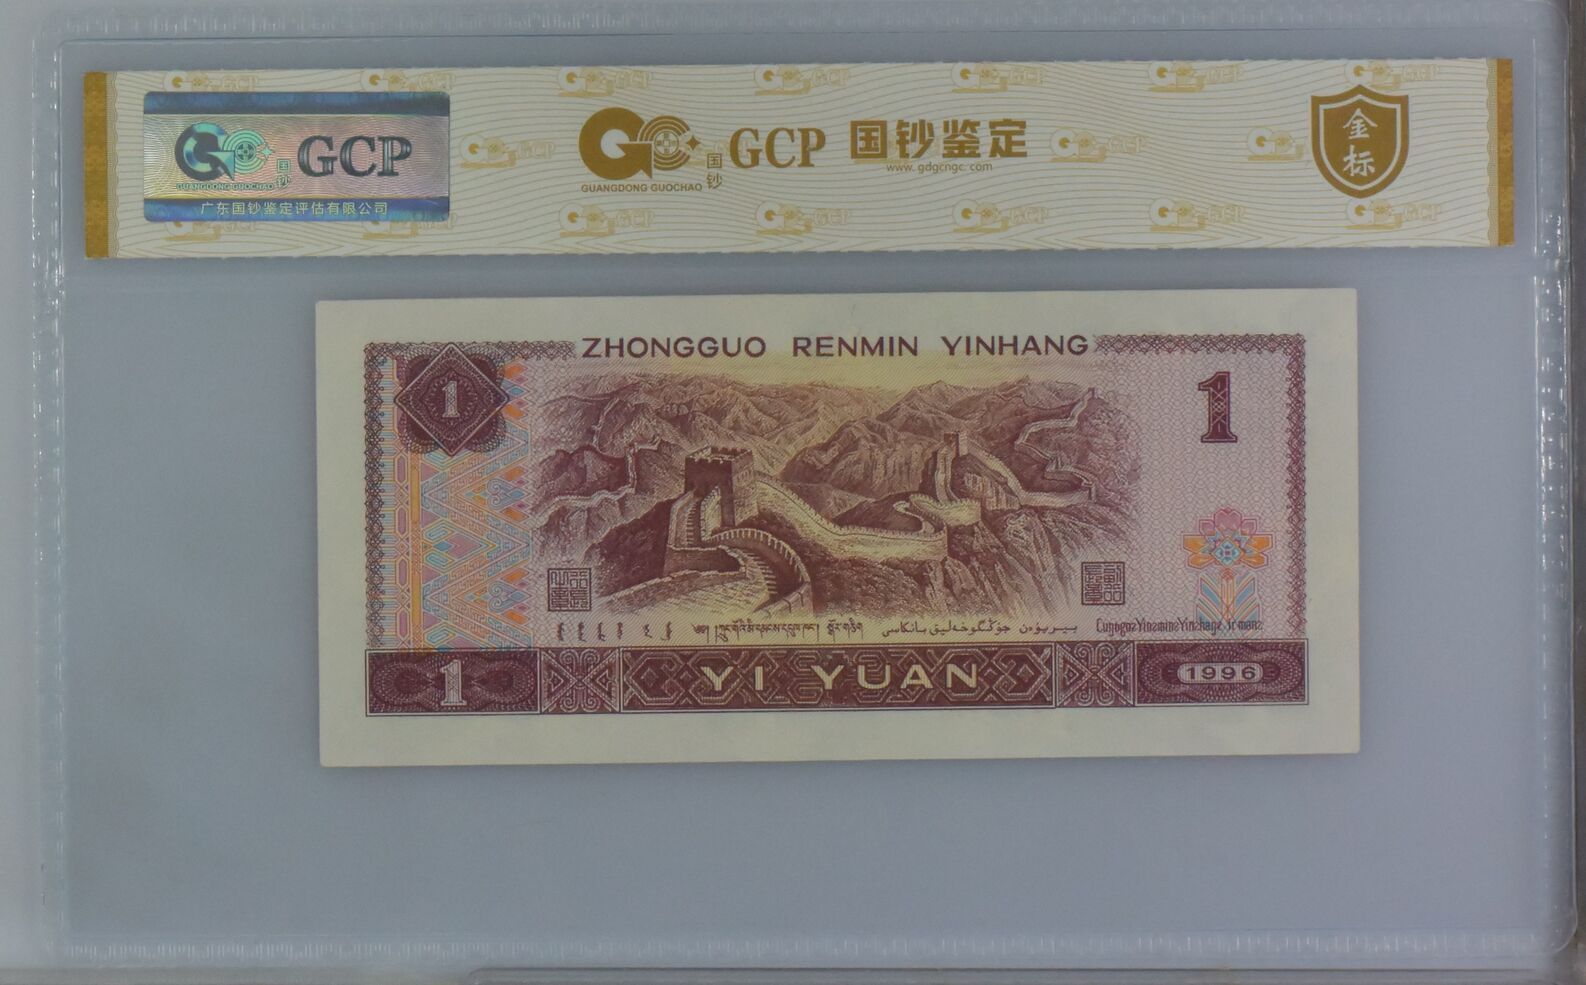 GCP
国钞
GUANGDONG GUOCHAO
广东国钞鉴定评估有限公司
GUANGDONG GUOCHAO
国钞
GCP
国钞鉴定
www.gdgcngc.com
金标
ZHONGGUO RENMIN YINHANG
1
1
1
YI YUAN
1996